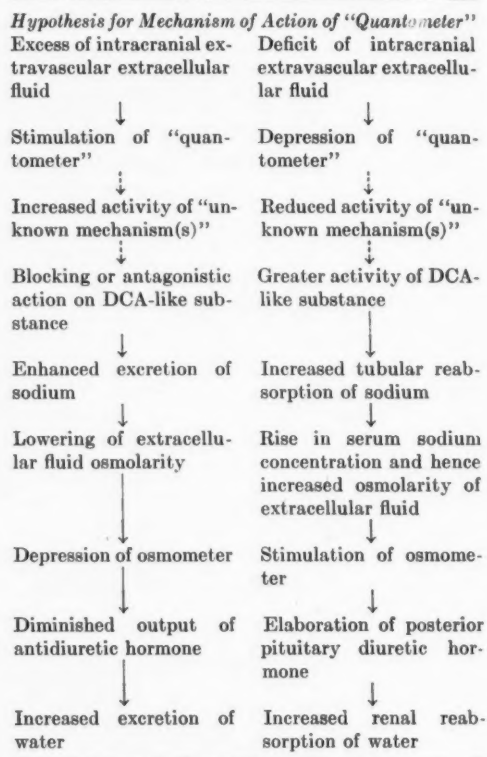 Hypothesis for Mechanism of Action of "Quantometer"
Excess of intracranial ex-
travascular extracellular
fluid
Stimulation of "quan-
tometer"
Increased activity of "un-
known mechanism(s)"
Blocking or antagonistic
action on DCA-like sub-
stance
Enhanced excretion of
sodium
Lowering of extracellu-
lar fluid osmolarity
Depression of osmometer
Diminished output of
antidiuretic hormone
Increased excretion of
water
Deficit of intracranial
extravascular extracellu-
lar fluid
Depression of "quan-
tometer"
Reduced activity of "un-
known mechanism(s)"
Greater activity of DCA-
like substance
Increased tubular reab-
sorption of sodium
Rise in serum sodium
concentration and hence
increased osmolarity of
extracellular fluid
Stimulation of osmome-
ter
Elaboration of posterior
pituitary diuretic hor-
mone
Increased renal reab-
sorption of water